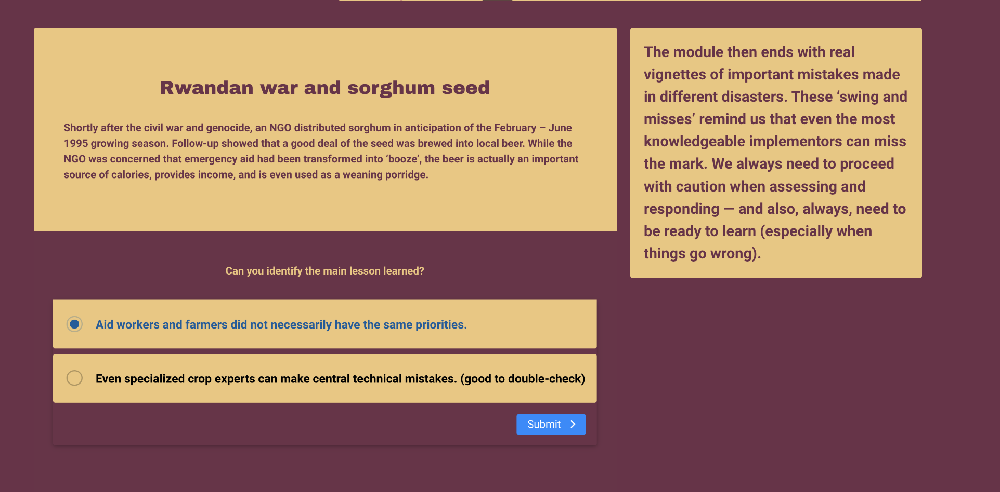 Rwandan war and sorghum seed
Shortly after the civil war and genocide, an NGO distributed sorghum in anticipation of the February – June
1995 growing season. Follow-up showed that a good deal of the seed was brewed into local beer. While the
NGO was concerned that emergency aid had been transformed into ‘booze’, the beer is actually an important
source of calories, provides income, and is even used as a weaning porridge.
Can you identify the main lesson learned?
Aid workers and farmers did not necessarily have the same priorities.
Even specialized crop experts can make central technical mistakes. (good to double-check)
Submit
The module then ends with real
vignettes of important mistakes made
in different disasters. These ‘swing and
misses’ remind us that even the most
knowledgeable implementors can miss
the mark. We always need to proceed
with caution when assessing and
responding — and also, always, need to
be ready to learn (especially when
things go wrong).